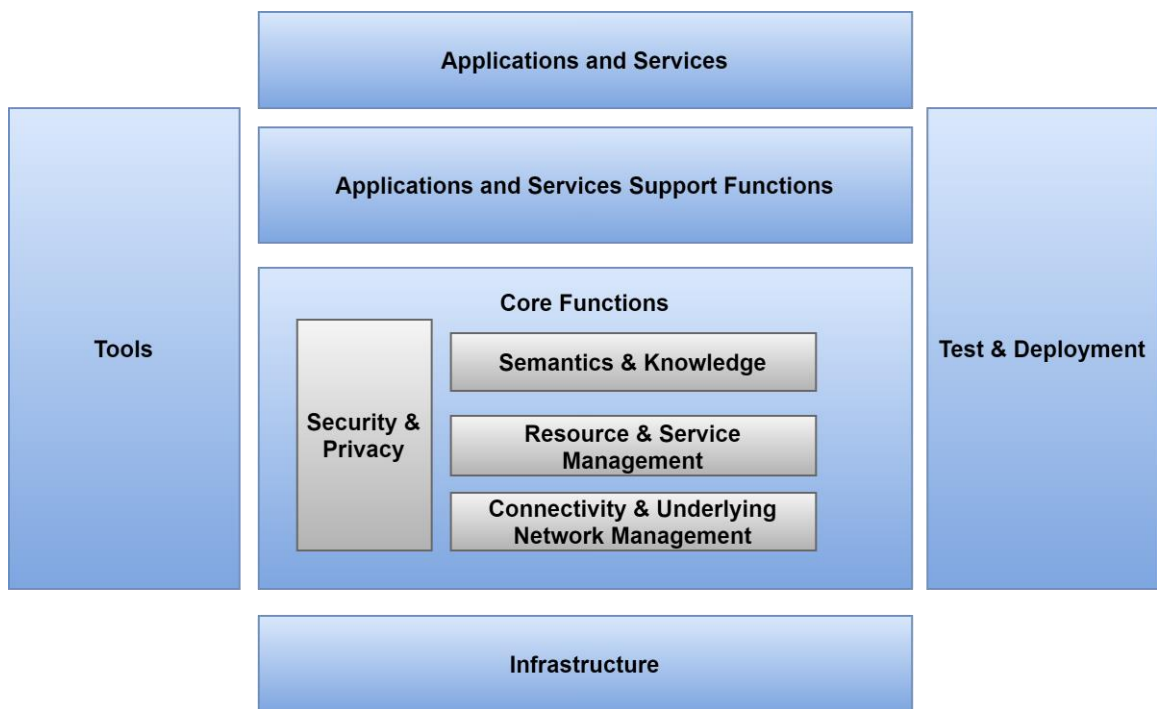 Applications and Services
Applications and Services Support Functions
Tools
Core Functions
Security &
Privacy
Semantics & Knowledge
Resource & Service
Management
Connectivity & Underlying
Network Management
Test & Deployment
Infrastructure